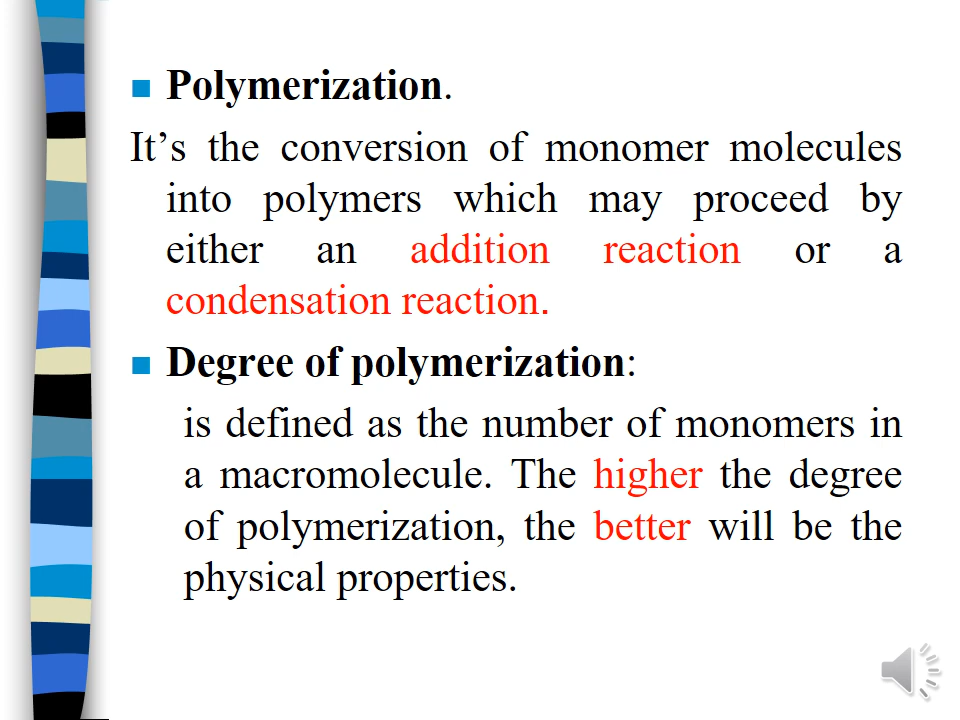 Polymerization.
It’s the conversion of monomer molecules
into polymers which may proceed by
either an addition reaction or a
condensation reaction.
Degree of polymerization:
is defined as the number of monomers in
a macromolecule. The higher the degree
of polymerization, the better will be the
physical properties.